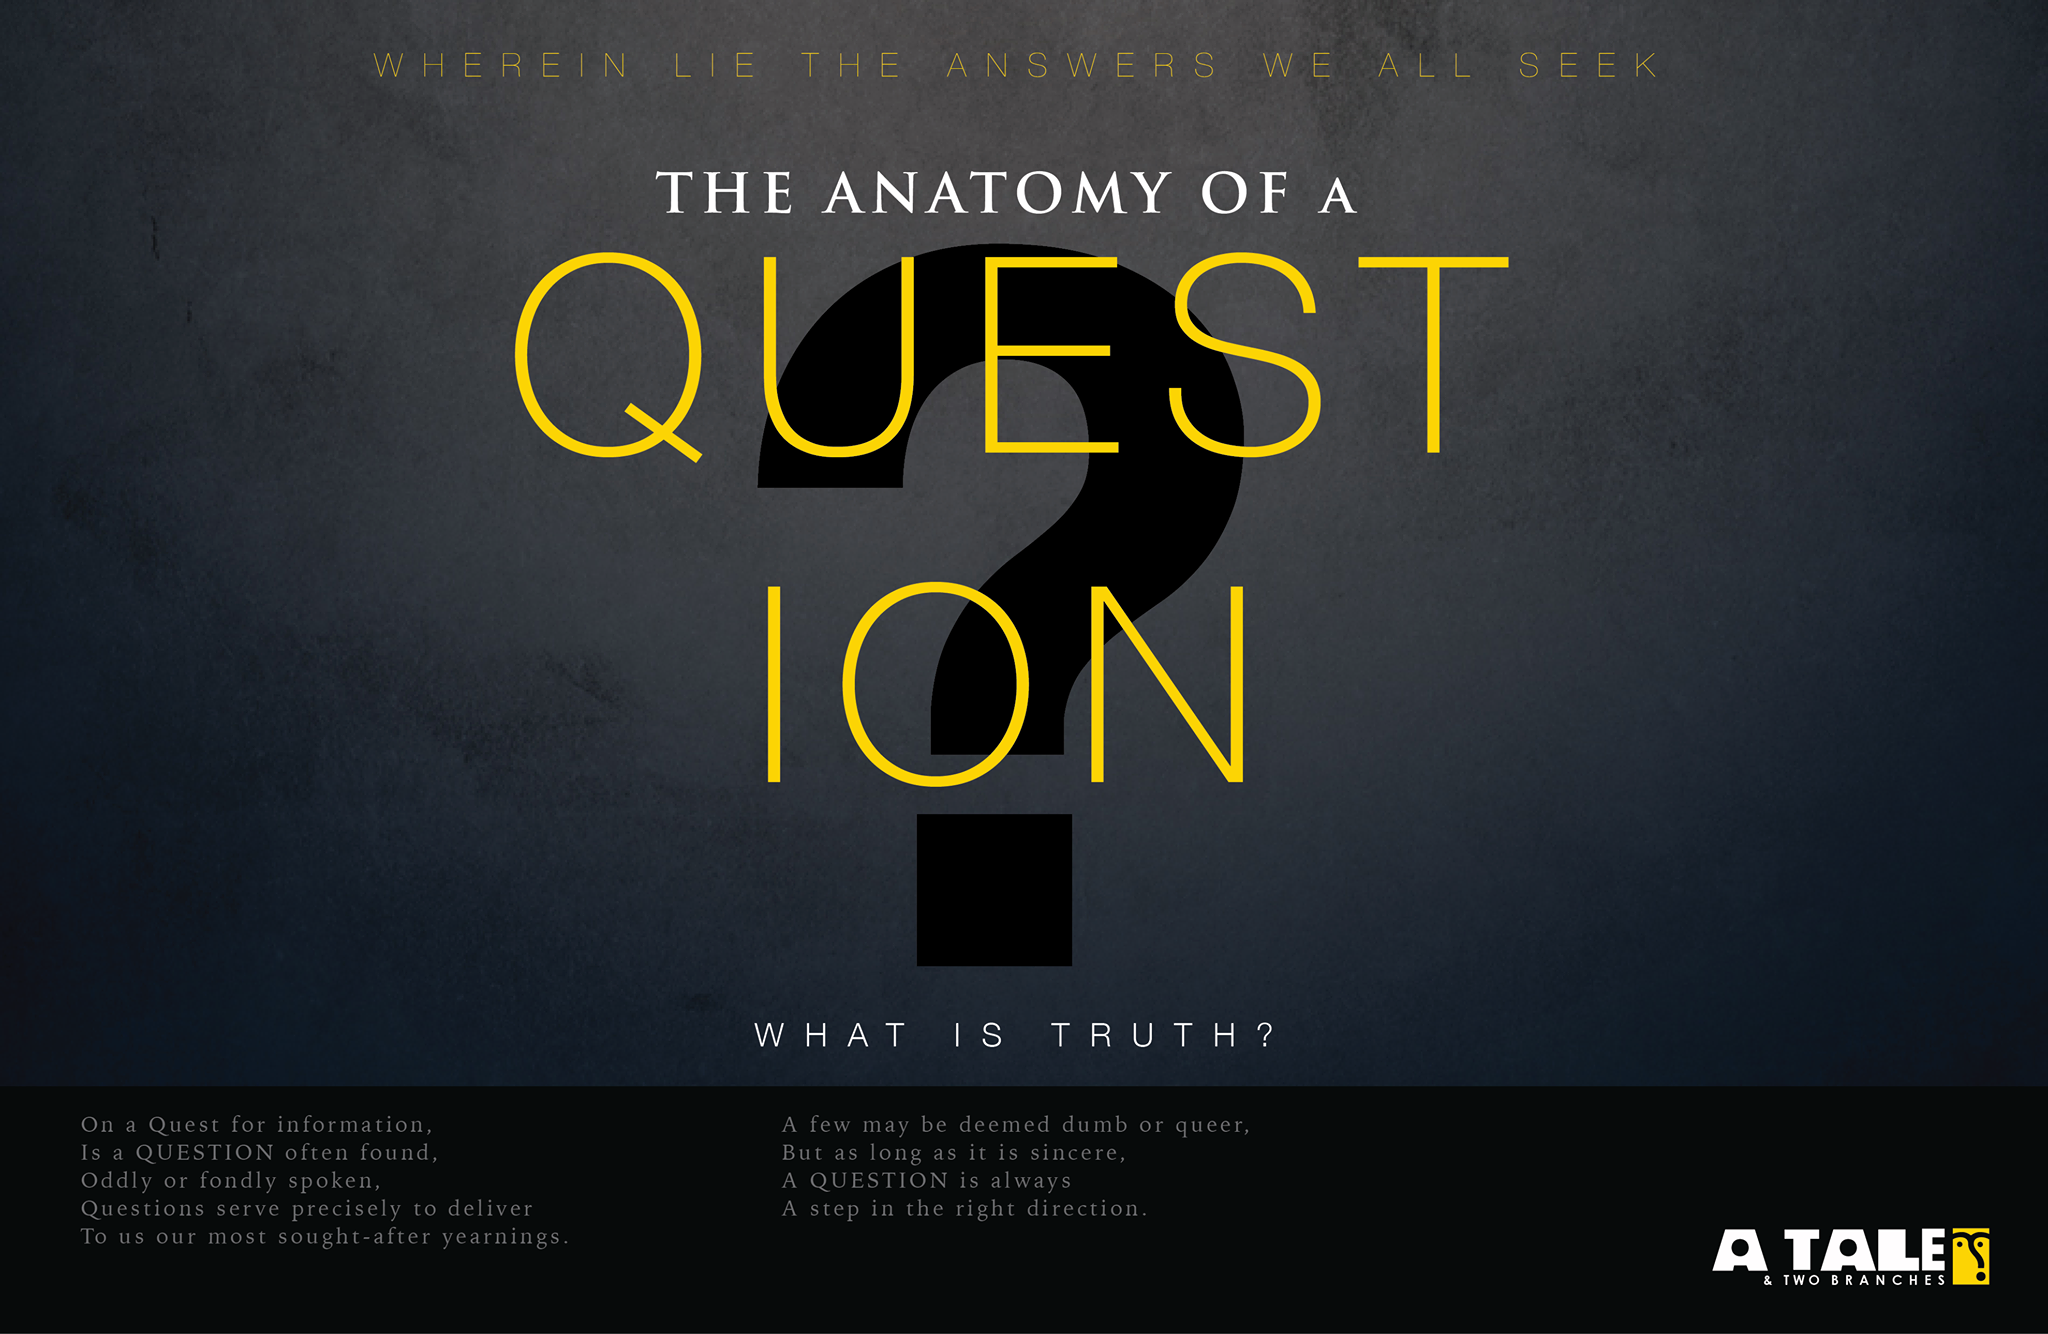 WHEREIN LIE THE ANSWERS WE ALL SEEK
THE ANATOMY OF A
QUEST
ION
?
WHAT IS TRUTH?
On a Quest for information,
Is a QUESTION often found,
Oddly or fondly spoken,
Questions serve precisely to deliver
To us our most sought-after yearnings.
A few may be deemed dumb or queer,
But as long as it is sincere,
A QUESTION is always
A step in the right direction.
A TALE
& TWO BRANCHES